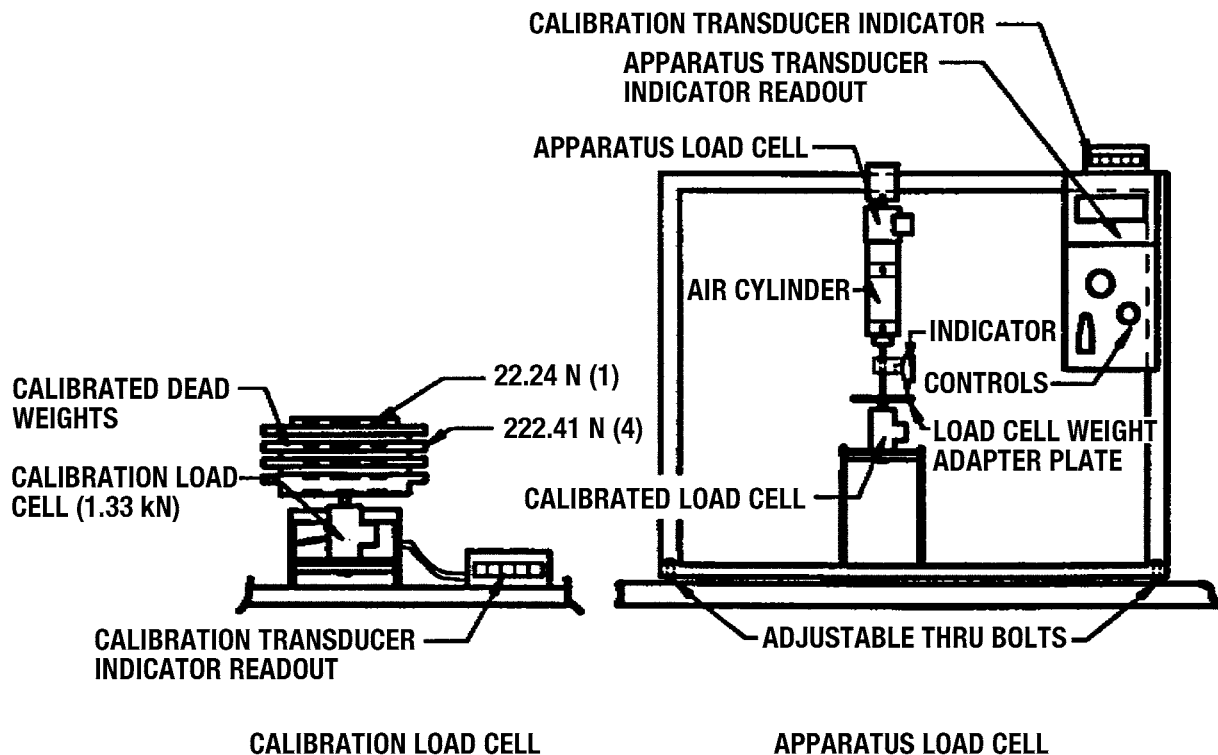 CALIBRATION TRANSDUCER INDICATOR
APPARATUS TRANSDUCER
INDICATOR READOUT
APPARATUS LOAD CELL
AIR CYLINDER
INDICATOR
CONTROLS
LOAD CELL WEIGHT
ADAPTER PLATE
CALIBRATED LOAD CELL
ADJUSTABLE THRU BOLTS
CALIBRATED DEAD
WEIGHTS
22.24 N (1)
222.41 N (4)
CALIBRATION LOAD
CELL (1.33 kN)
CALIBRATION TRANSDUCER
INDICATOR READOUT
CALIBRATION LOAD CELL
APPARATUS LOAD CELL